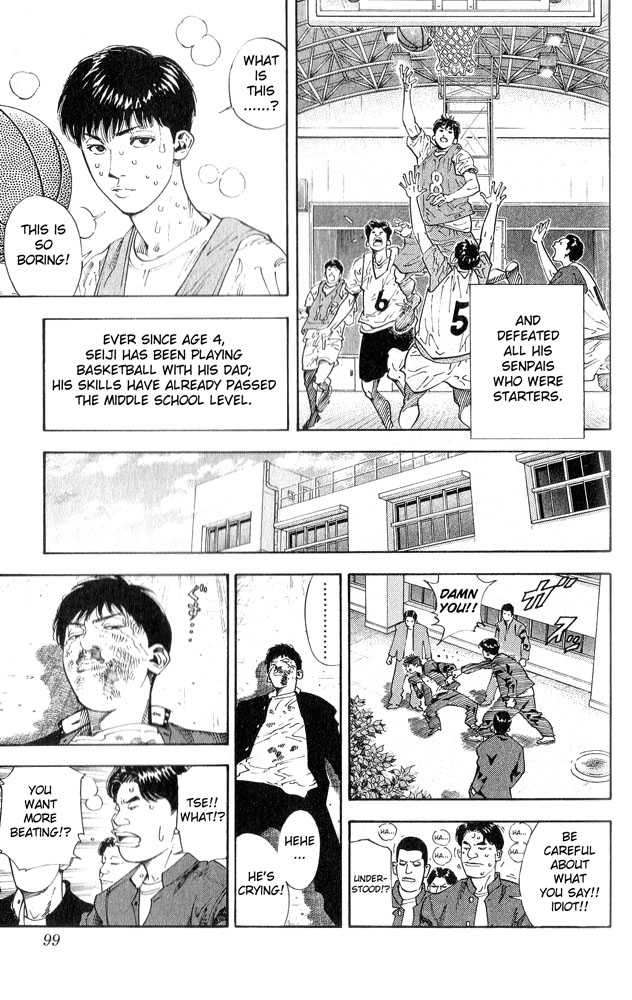 8
6
5
AND
DEFEATED
ALL HIS
SENPAIS
WHO WERE
STARTERS.
WHAT
IS
THIS
......?
THIS IS
SO
BORING!
EVER SINCE AGE 4,
SEIJI HAS BEEN PLAYING
BASKETBALL WITH HIS DAD;
HIS SKILLS HAVE ALREADY PASSED
THE MIDDLE SCHOOL LEVEL.
DAMN
YOU!!
BE
CAREFUL
ABOUT
WHAT
YOU SAY!!
IDIOT!!
HA...
HA...
HA...
HA...
UNDER-
STOOD!?
.........
HEHE
...
HE'S
CRYING!
TSE!!
WHAT!?
YOU
WANT
MORE
BEATING!?
99